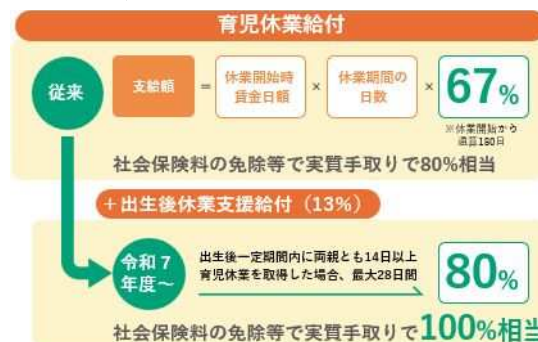 育児休業給付
従来
支給額 = 休業開始時賃金日額 × 休業期間の日数 × 67%
※休業開始から
通算180日
社会保険料の免除等で実質手取りで80%相当
+出生後休業支援給付(13%)
令和7
年度~
出生後一定期間内に両親とも14日以上
育児休業を取得した場合、最大28日間
80%
社会保険料の免除等で実質手取りで100%相当